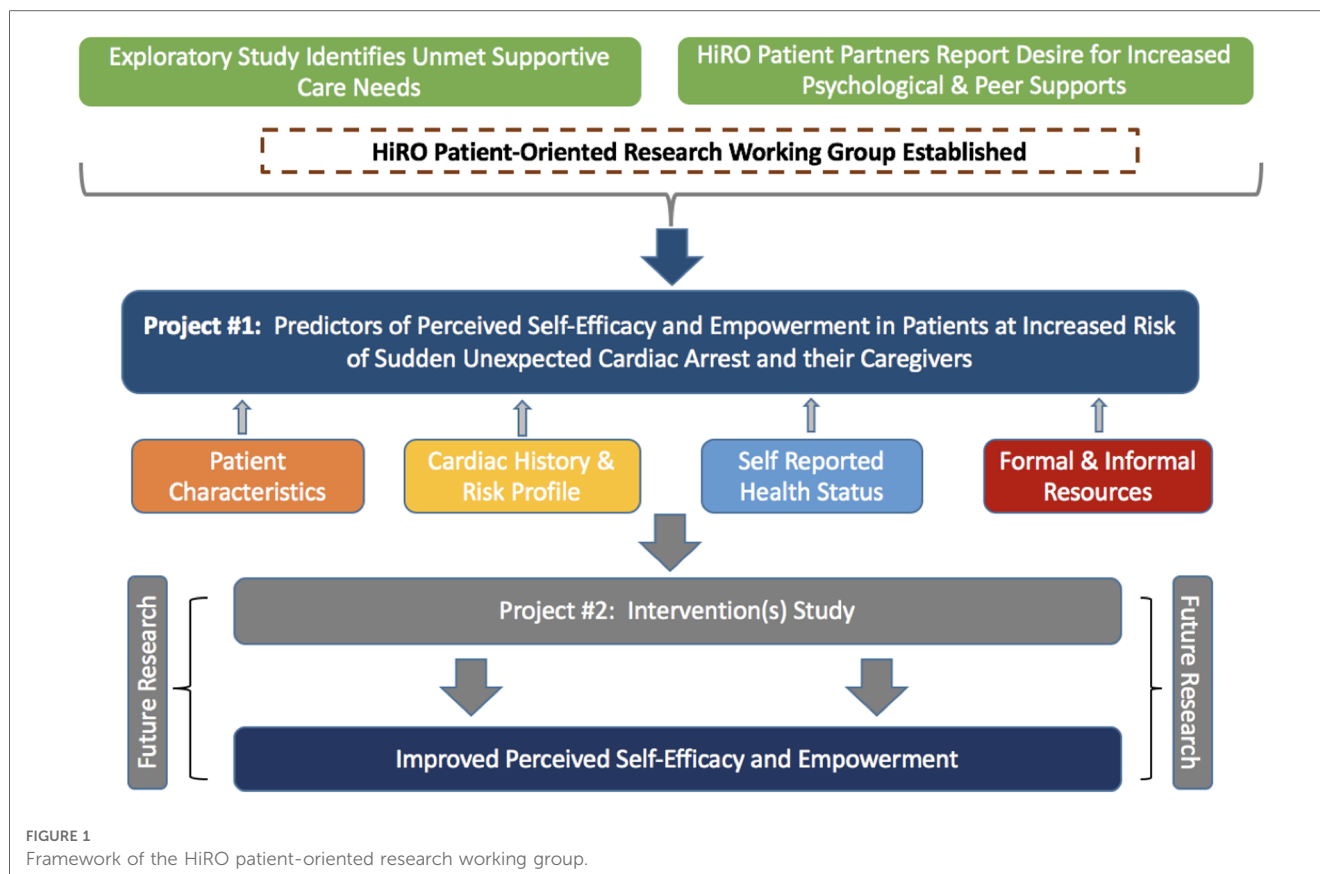 Exploratory Study Identifies Unmet Supportive
Care Needs
HiRO Patient Partners Report Desire for Increased
Psychological & Peer Supports
HiRO Patient-Oriented Research Working Group Established
Project #1: Predictors of Perceived Self-Efficacy and Empowerment in Patients at Increased Risk
of Sudden Unexpected Cardiac Arrest and their Caregivers
Patient
Characteristics
Cardiac History &
Risk Profile
Self Reported
Health Status
Formal & Informal
Resources
Future Research
Project #2: Intervention(s) Study
Improved Perceived Self-Efficacy and Empowerment
Future Research
FIGURE 1
Framework of the HiRO patient-oriented research working group.